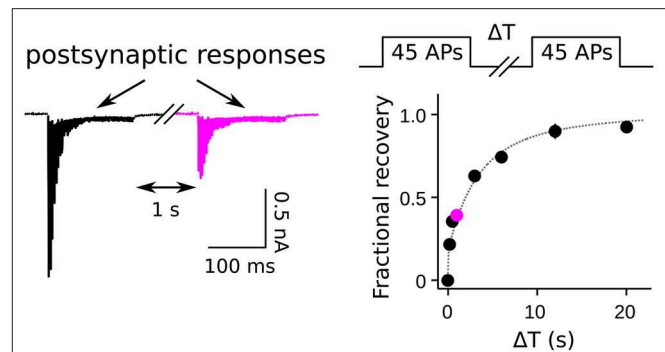 postsynaptic responses
1 s
0.5 nA
100 ms
ΔT
45 APs
45 APs
Fractional recovery
1.0
0.5
0
0
10
20
ΔT (s)